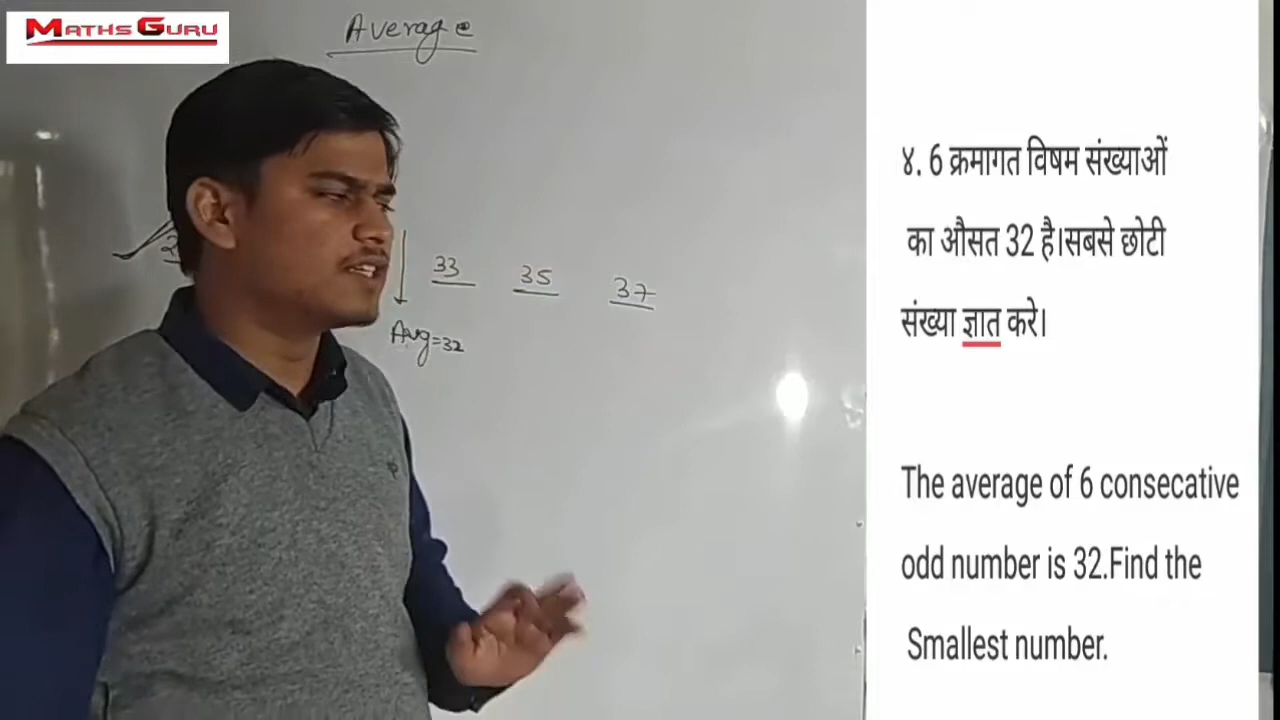 MATHS GURU
Average
33 35 37
Avg=32
४. 6 क्रमागत विषम संख्याओं
का औसत 32 है।सबसे छोटी
संख्या ज्ञात करे।
The average of 6 consecative
odd number is 32.Find the
Smallest number.